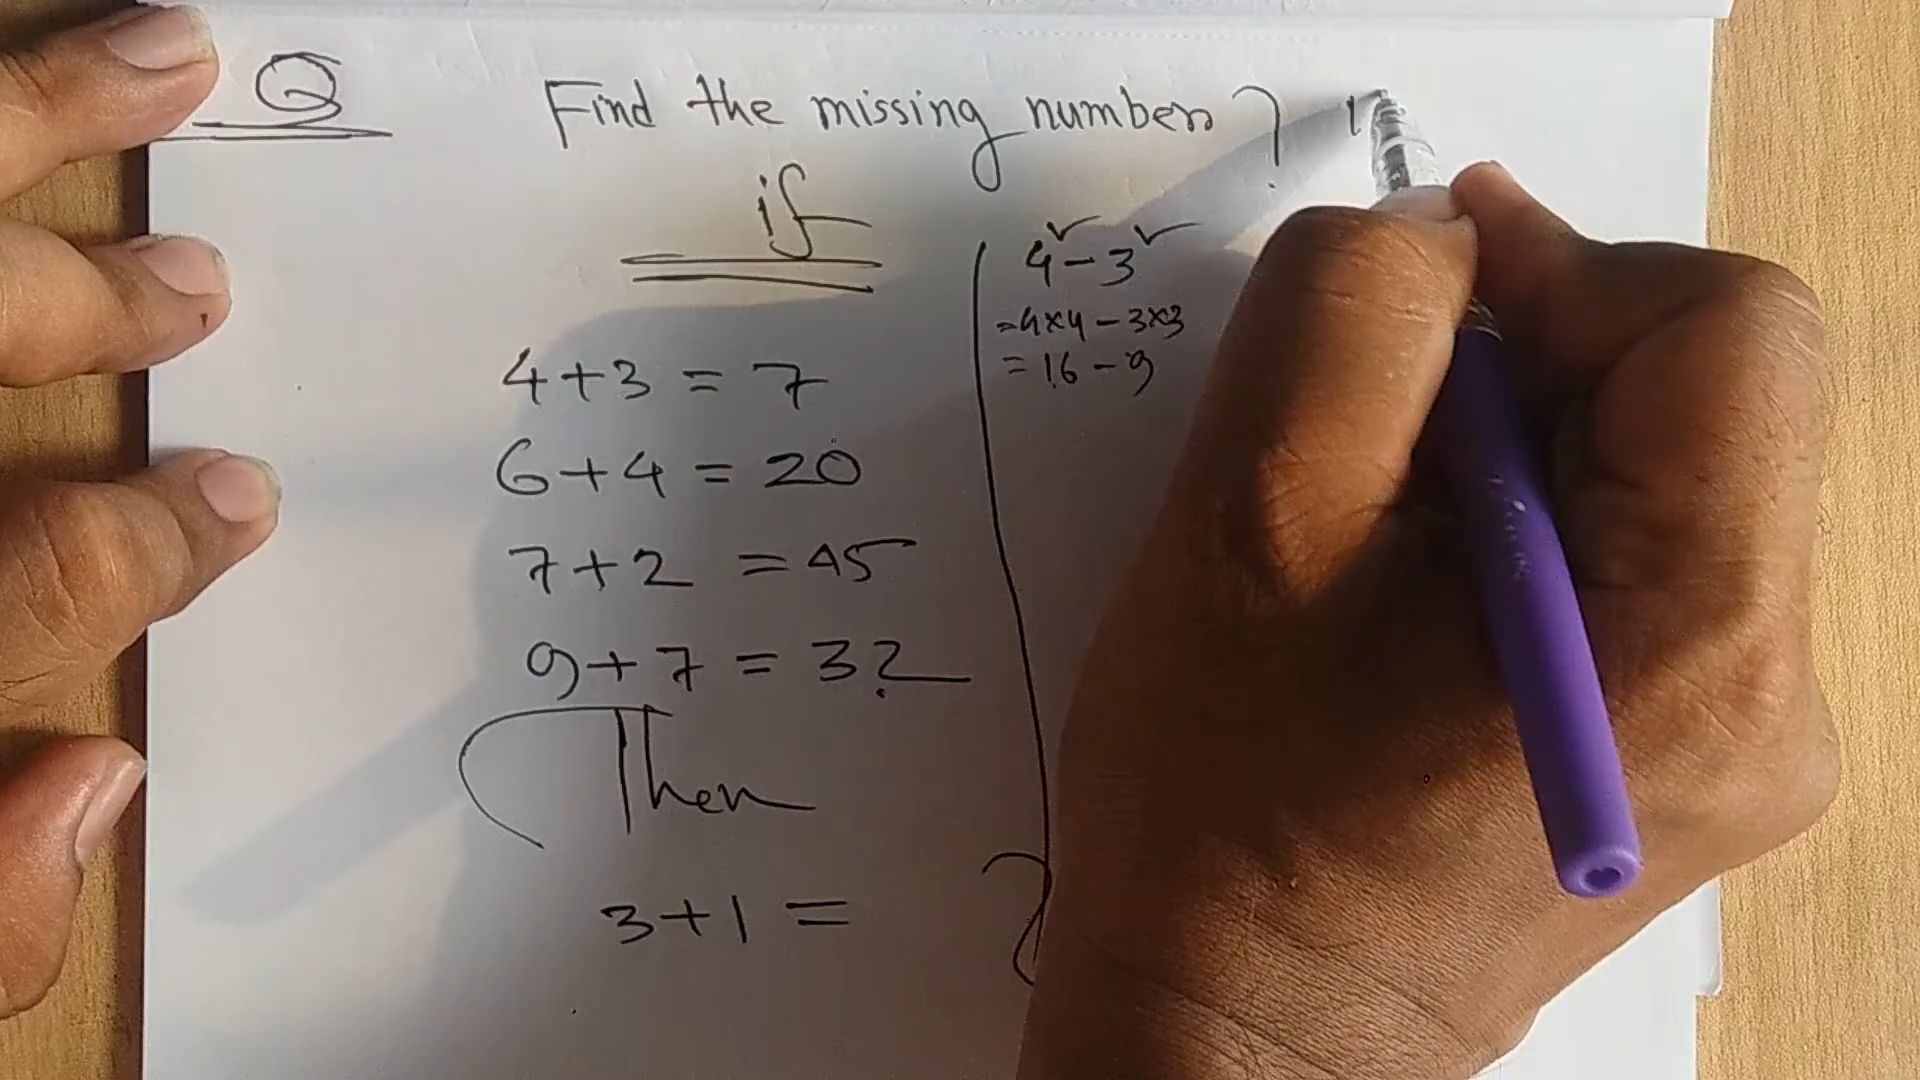 Q
Find the missing number ?
if
4+3 = 7
6+4 = 20
7+2 = 45
9+7 = 32
Then
3+1 = ?
4²-3²
=4×4-3×3
= 16-9